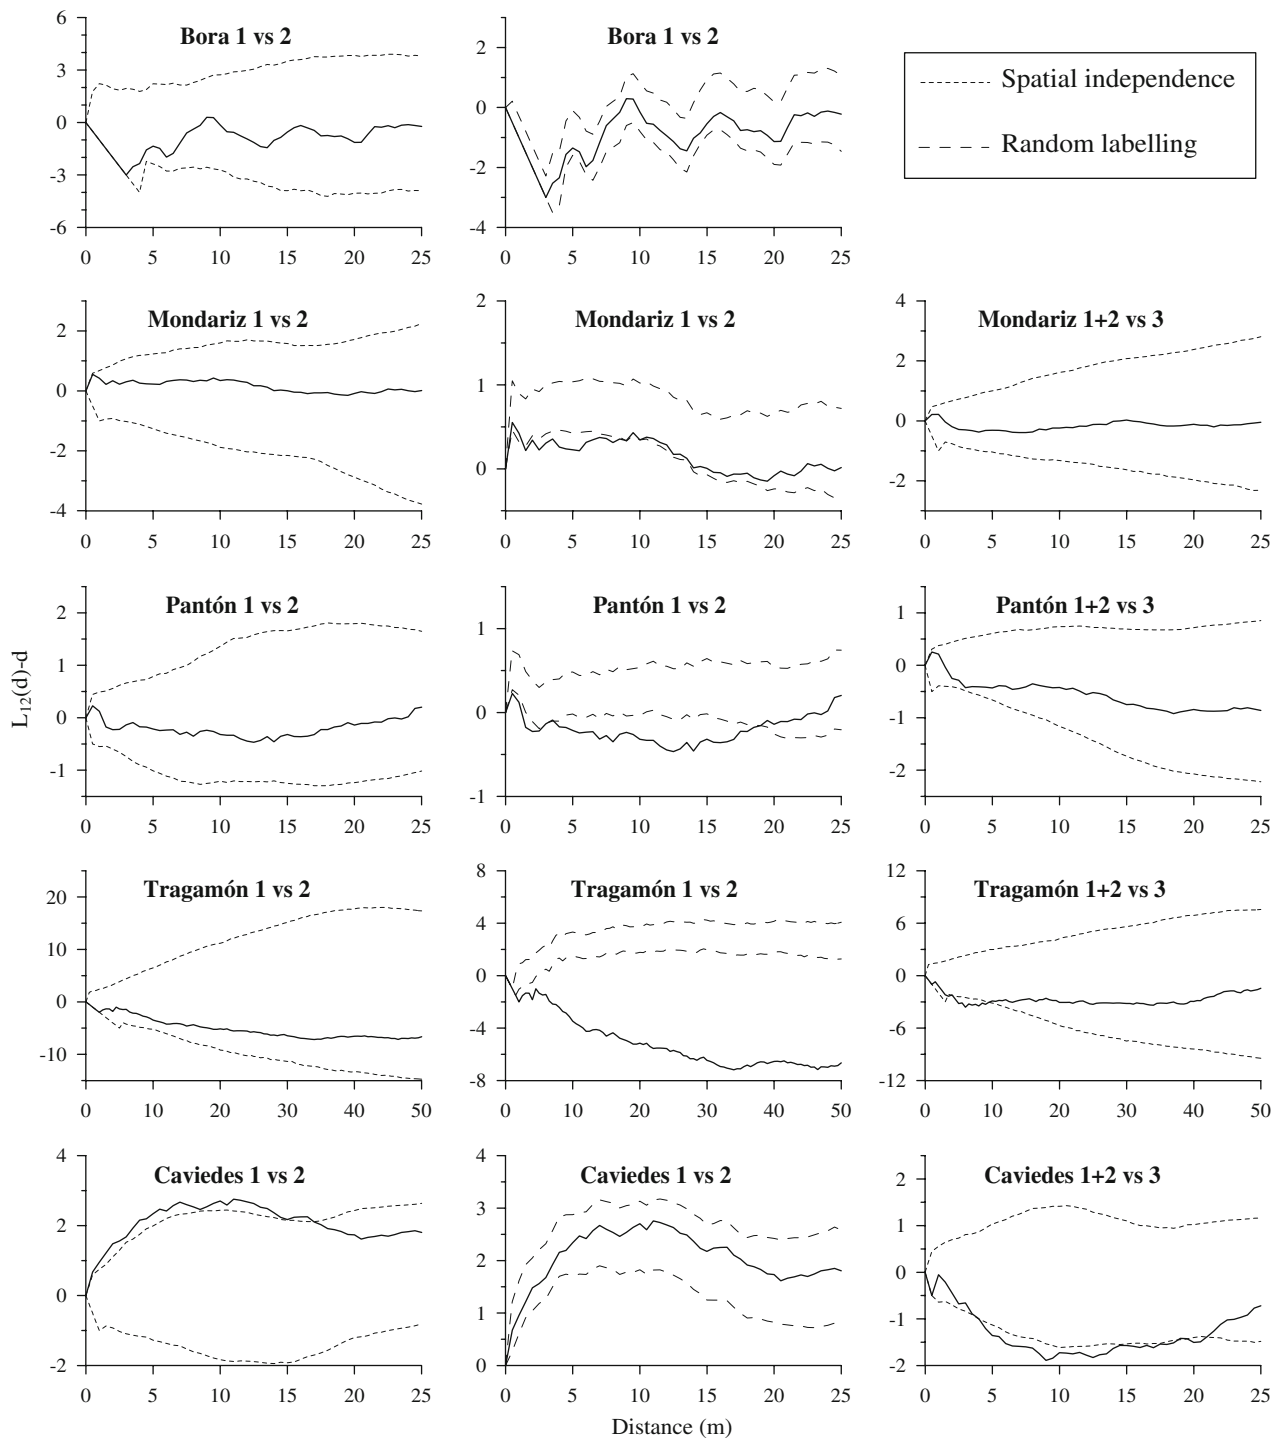 Bora 1 vs 2
6
3
0
-3
-6
0 5 10 15 20 25
Bora 1 vs 2
2
0
-2
-4
0 5 10 15 20 25
Spatial independence
Random labelling
Mondariz 1 vs 2
2
0
-2
-4
0 5 10 15 20 25
Mondariz 1 vs 2
2
1
0
0 5 10 15 20 25
Mondariz 1+2 vs 3
4
2
0
-2
0 5 10 15 20 25
L12(d)-d
Pantón 1 vs 2
2
1
0
-1
0 5 10 15 20 25
Pantón 1 vs 2
1
0
-1
0 5 10 15 20 25
Pantón 1+2 vs 3
1
0
-1
-2
0 5 10 15 20 25
Tragamón 1 vs 2
20
10
0
-10
0 10 20 30 40 50
Tragamón 1 vs 2
8
4
0
-4
-8
0 10 20 30 40 50
Tragamón 1+2 vs 3
12
6
0
-6
-12
0 10 20 30 40 50
Caviedes 1 vs 2
4
2
0
-2
0 5 10 15 20 25
Caviedes 1 vs 2
4
3
2
1
0
0 5 10 15 20 25
Caviedes 1+2 vs 3
2
1
0
-1
-2
0 5 10 15 20 25
Distance (m)